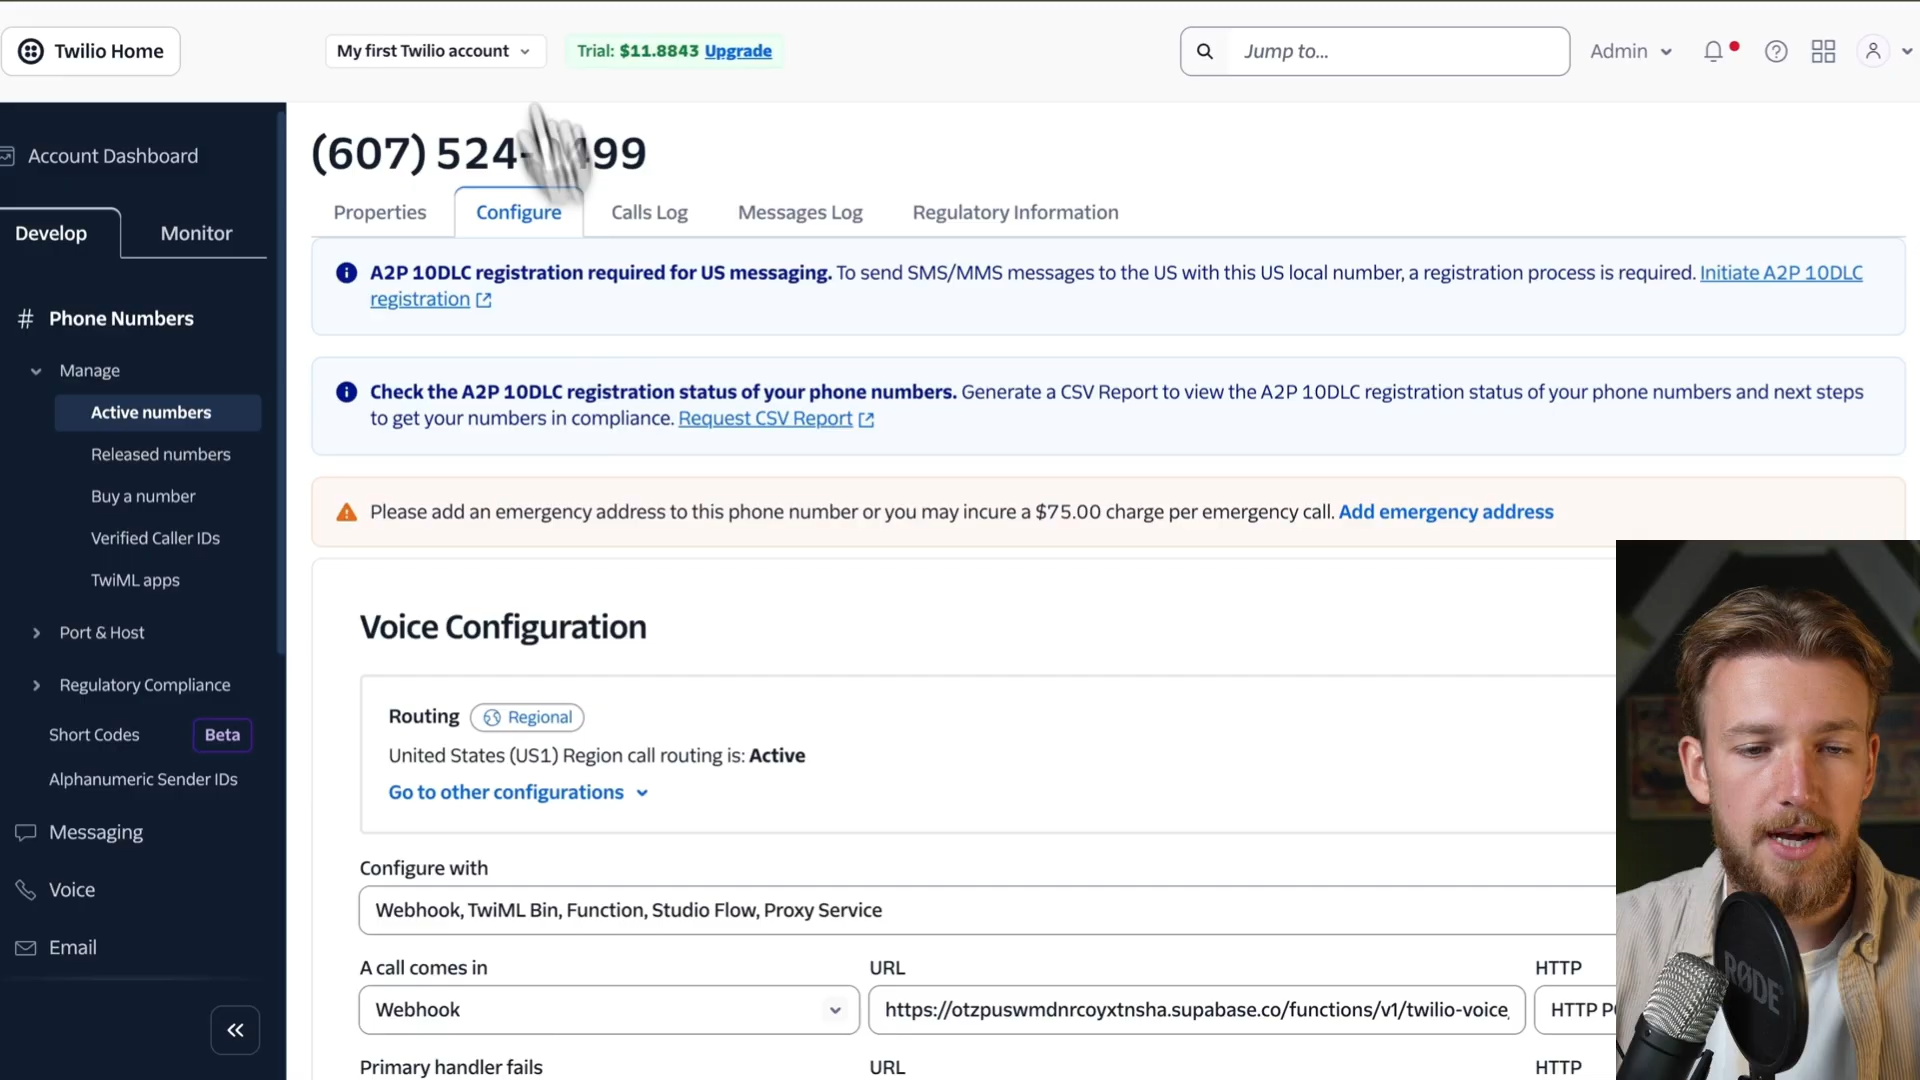 Twilio Home
My first Twilio account
Trial: $11.8843 Upgrade
Jump to...
Admin
Account Dashboard
(607) 524-
499
Develop
Monitor
Properties
Configure
Calls Log
Messages Log
Regulatory Information
A2P 10DLC registration required for US messaging. To send SMS/MMS messages to the US with this US local number, a registration process is required. Initiate A2P 10DLC
registration
# Phone Numbers
Manage
Active numbers
Released numbers
Buy a number
Verified Caller IDs
TwiML apps
Port & Host
Regulatory Compliance
Short Codes
Beta
Alphanumeric Sender IDs
Messaging
Voice
Email
Check the A2P 10DLC registration status of your phone numbers. Generate a CSV Report to view the A2P 10DLC registration status of your phone numbers and next steps
to get your numbers in compliance. Request CSV Report
Please add an emergency address to this phone number or you may incure a $75.00 charge per emergency call. Add emergency address
Voice Configuration
Routing
Regional
United States (US1) Region call routing is: Active
Go to other configurations
Configure with
Webhook, TwiML Bin, Function, Studio Flow, Proxy Service
A call comes in
URL
HTTP
Webhook
https://otzpuswmdnrcoyxtnsha.supabase.co/functions/v1/twilio-voice
HTTP P
Primary handler fails
URL
HTTP
RØDE